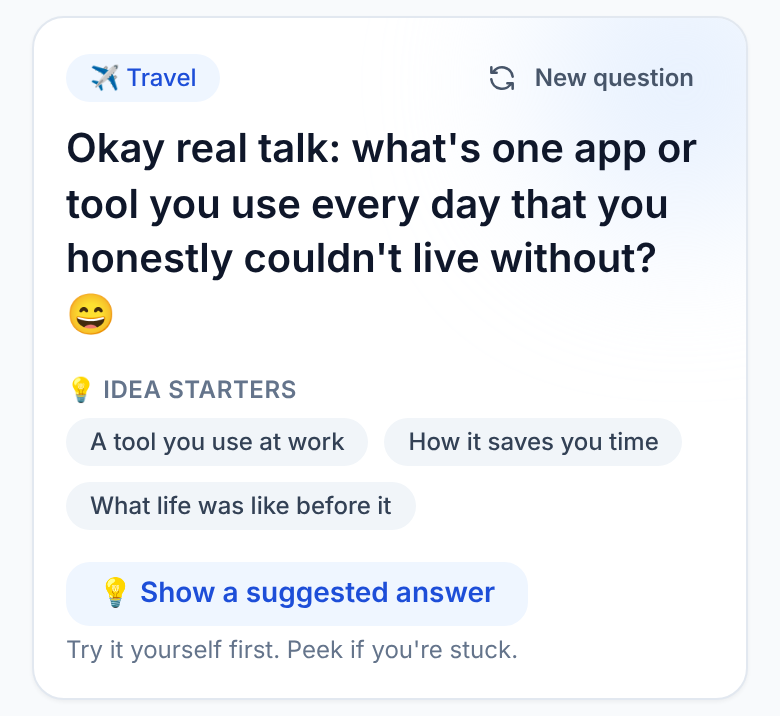 ✈️ Travel
New question
Okay real talk: what's one app or
tool you use every day that you
honestly couldn't live without?
😄
💡 IDEA STARTERS
A tool you use at work
How it saves you time
What life was like before it
💡 Show a suggested answer
Try it yourself first. Peek if you're stuck.